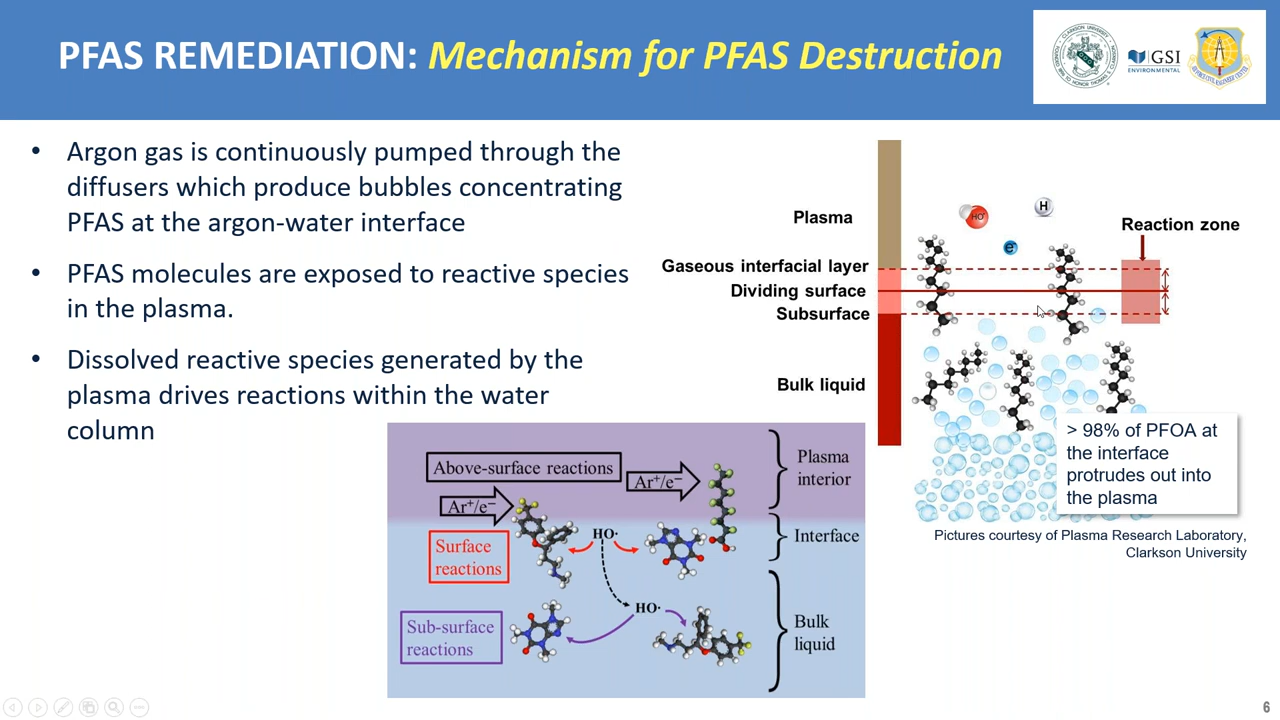 PFAS REMEDIATION: Mechanism for PFAS Destruction
GSI
ENVIRONMENTAL
• Argon gas is continuously pumped through the
diffusers which produce bubbles concentrating
PFAS at the argon-water interface
• PFAS molecules are exposed to reactive species
in the plasma.
• Dissolved reactive species generated by the
plasma drives reactions within the water
column
Plasma
Gaseous interfacial layer
Dividing surface
Subsurface
Bulk liquid
HO•
H
e-
Reaction zone
> 98% of PFOA at
the interface
protrudes out into
the plasma
Pictures courtesy of Plasma Research Laboratory,
Clarkson University
Above-surface reactions
Ar⁺/e⁻
Ar⁺/e⁻
Plasma
interior
Surface
reactions
HO·
Interface
Sub-surface
reactions
HO·
Bulk
liquid
6